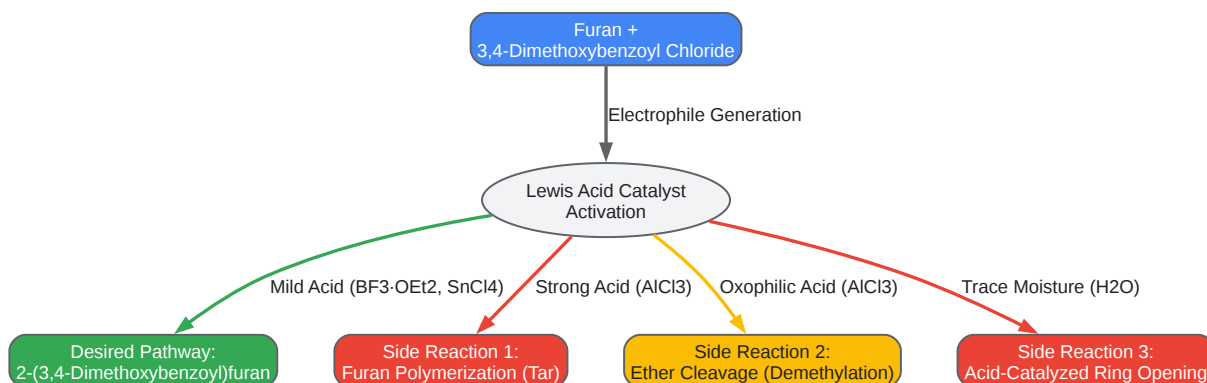 Furan +
3,4-Dimethoxybenzoyl Chloride
Electrophile Generation
Lewis Acid Catalyst
Activation
Mild Acid (BF3·OEt2, SnCl4)
Strong Acid (AlCl3)
Oxophilic Acid (AlCl3)
Trace Moisture (H2O)
Desired Pathway:
2-(3,4-Dimethoxybenzoyl)furan
Side Reaction 1:
Furan Polymerization (Tar)
Side Reaction 2:
Ether Cleavage (Demethylation)
Side Reaction 3:
Acid-Catalyzed Ring Opening